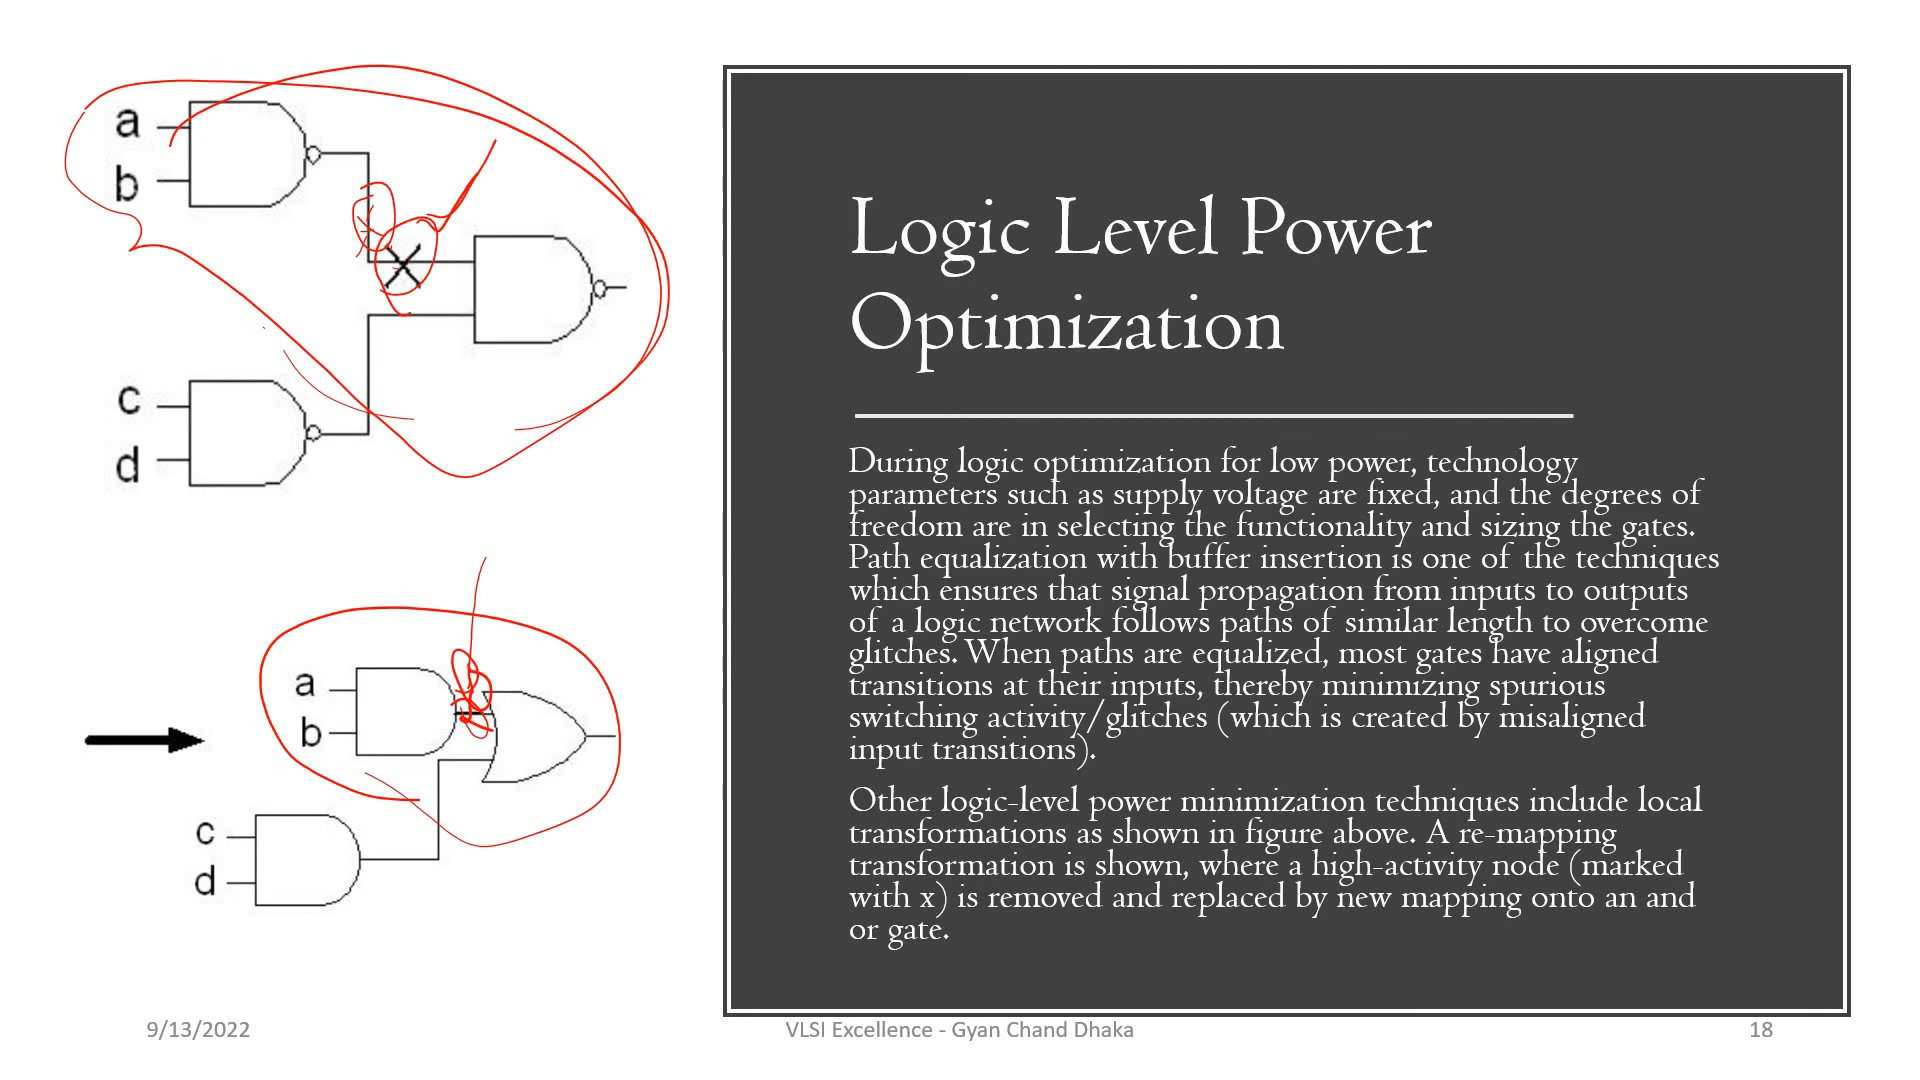 a
b
c
d
a
b
c
d
Logic Level Power
Optimization
During logic optimization for low power, technology
parameters such as supply voltage are fixed, and the degrees of
freedom are in selecting the functionality and sizing the gates.
Path equalization with buffer insertion is one of the techniques
which ensures that signal propagation from inputs to outputs
of a logic network follows paths of similar length to overcome
glitches. When paths are equalized, most gates have aligned
transitions at their inputs, thereby minimizing spurious
switching activity/glitches (which is created by misaligned
input transitions).
Other logic-level power minimization techniques include local
transformations as shown in figure above. A re-mapping
transformation is shown, where a high-activity node (marked
with x) is removed and replaced by new mapping onto an and
or gate.
9/13/2022
VLSI Excellence - Gyan Chand Dhaka
18